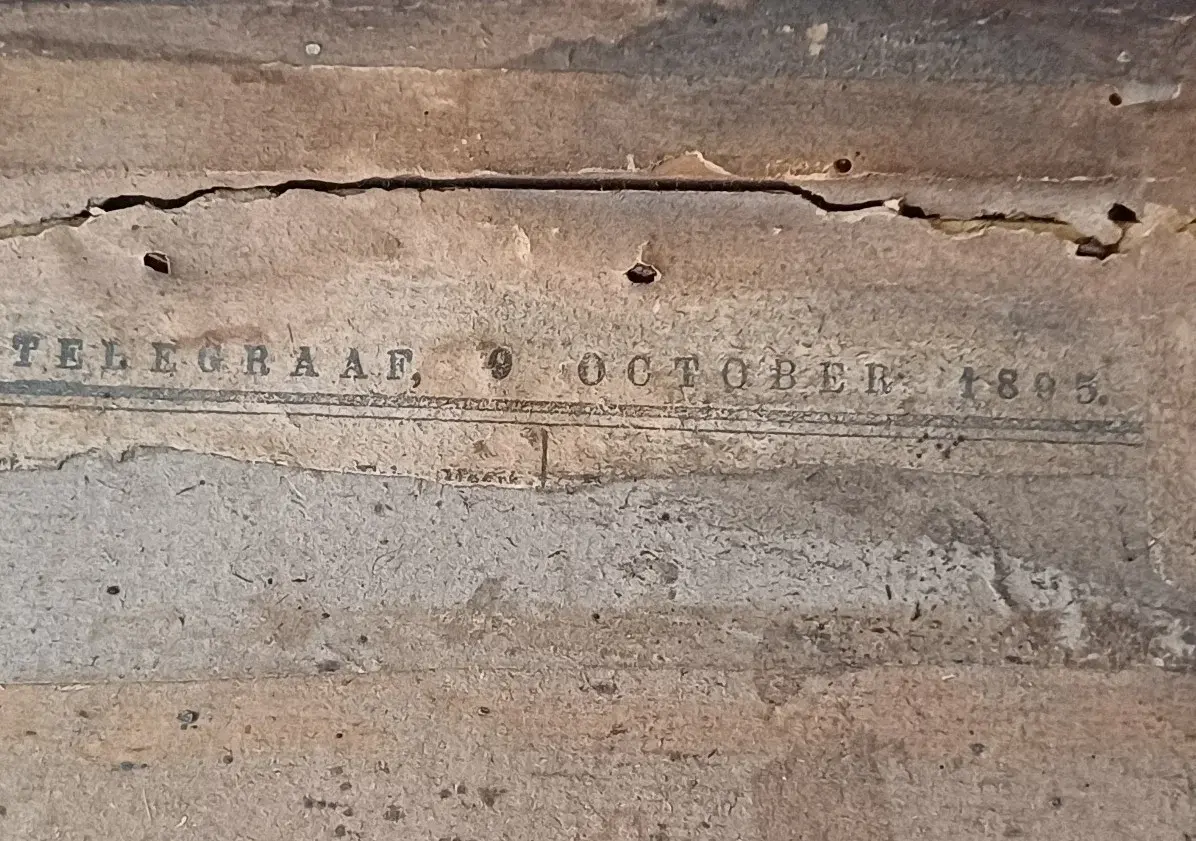 TELEGRAAF, 9 OCTOBER 1895.